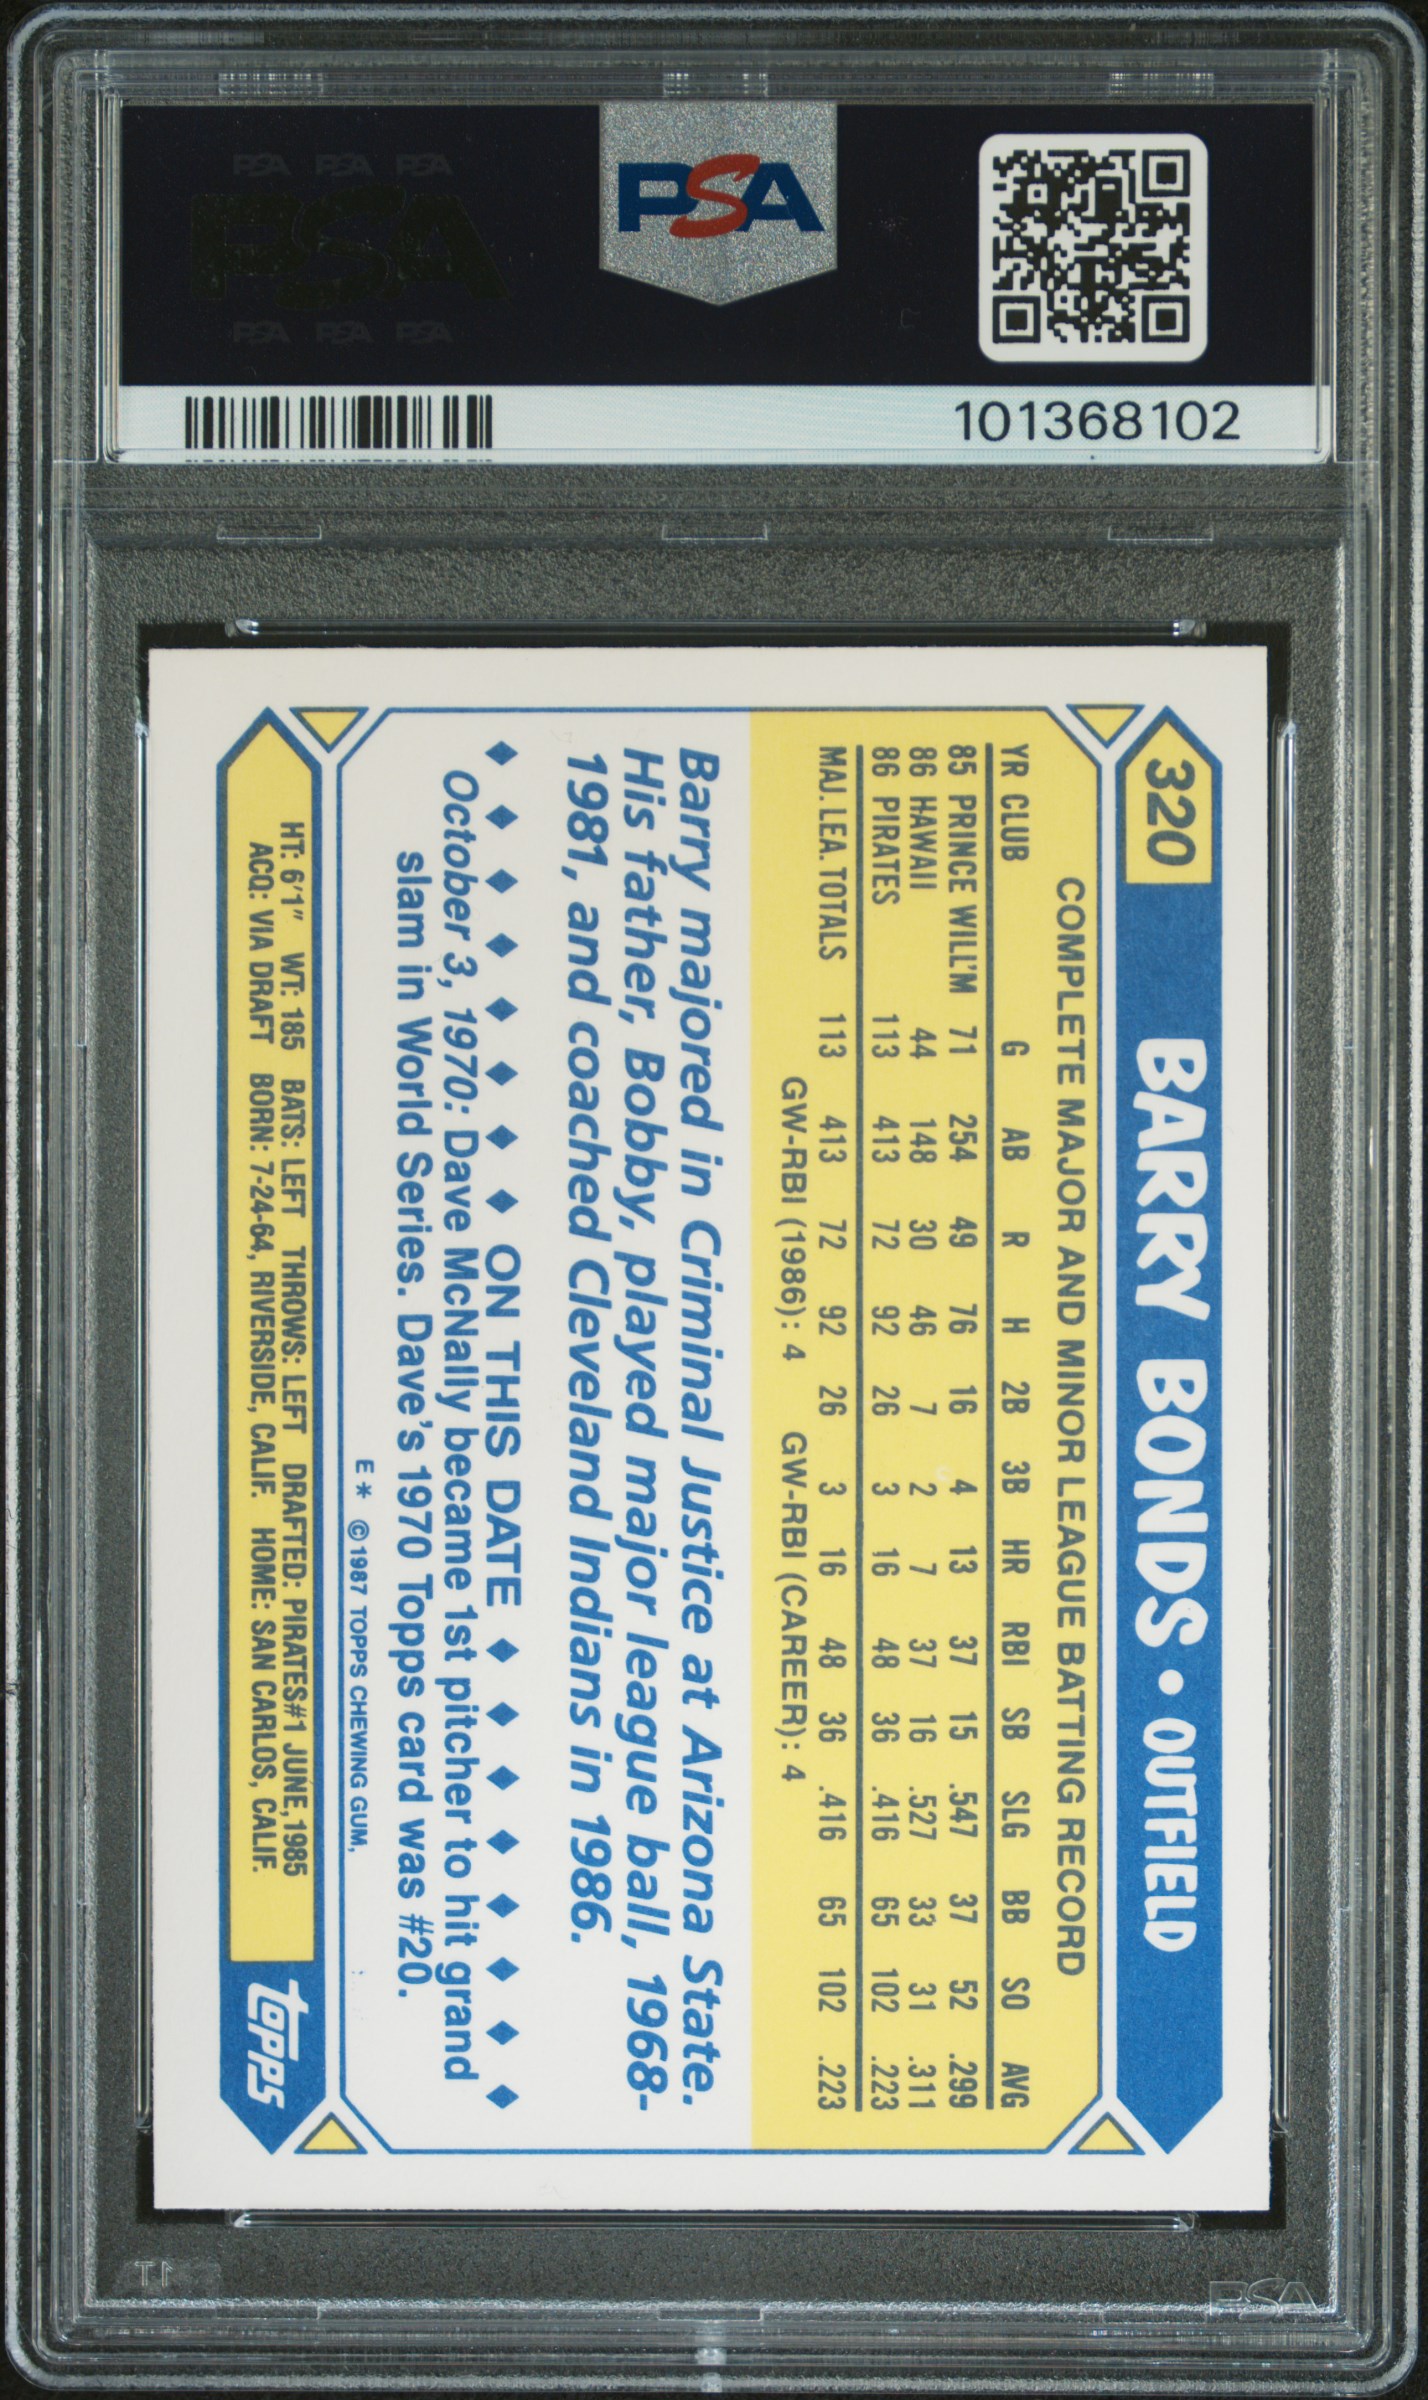 PSA PSA PSA
PSA
PSA PSA PSA
PSA
101368102
320 BARRY BONDS • OUTFIELD
COMPLETE MAJOR AND MINOR LEAGUE BATTING RECORD
YR CLUB G AB R H 2B 3B HR RBI SB SLG BB SO AVG
85 PRINCE WILL'M 71 254 49 76 16 4 13 37 15 .547 37 52 .299
86 HAWAII 44 148 30 46 7 2 7 37 16 .527 33 31 .311
86 PIRATES 113 413 72 92 26 3 16 48 36 .416 65 102 .223
MAJ. LEA. TOTALS 113 413 72 92 26 3 16 48 36 .416 65 102 .223
GW-RBI (1986): 4 GW-RBI (CAREER): 4
Barry majored in Criminal Justice at Arizona State.
His father, Bobby, played major league ball, 1968-
1981, and coached Cleveland Indians in 1986.
◆ ◆ ◆ ◆ ◆ ◆ ◆ ◆ ON THIS DATE ◆ ◆ ◆ ◆ ◆ ◆ ◆ ◆
October 3, 1970: Dave McNally became 1st pitcher to hit grand
slam in World Series. Dave's 1970 Topps card was #20.
E* ©1987 TOPPS CHEWING GUM,
HT: 6'1" WT: 185 BATS: LEFT THROWS: LEFT DRAFTED: PIRATES#1 JUNE, 1985
ACQ: VIA DRAFT BORN: 7-24-64, RIVERSIDE, CALIF. HOME: SAN CARLOS, CALIF.
topps
PSA